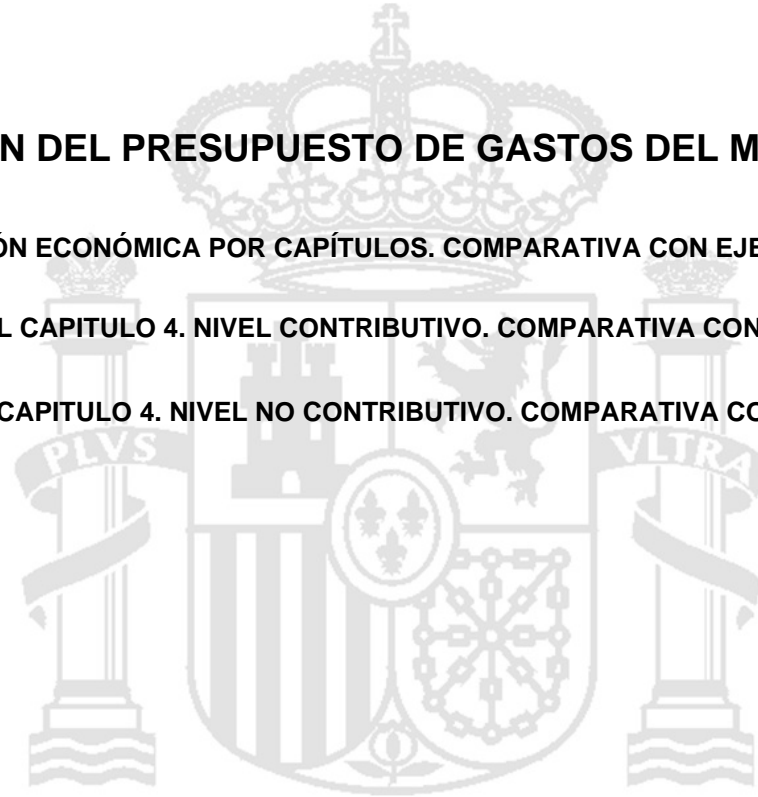 N DEL PRESUPUESTO DE GASTOS DEL M
ÓN ECONÓMICA POR CAPÍTULOS. COMPARATIVA CON EJE
L CAPITULO 4. NIVEL CONTRIBUTIVO. COMPARATIVA CON
CAPITULO 4. NIVEL NO CONTRIBUTIVO. COMPARATIVA CO
PLVS
VLTRA